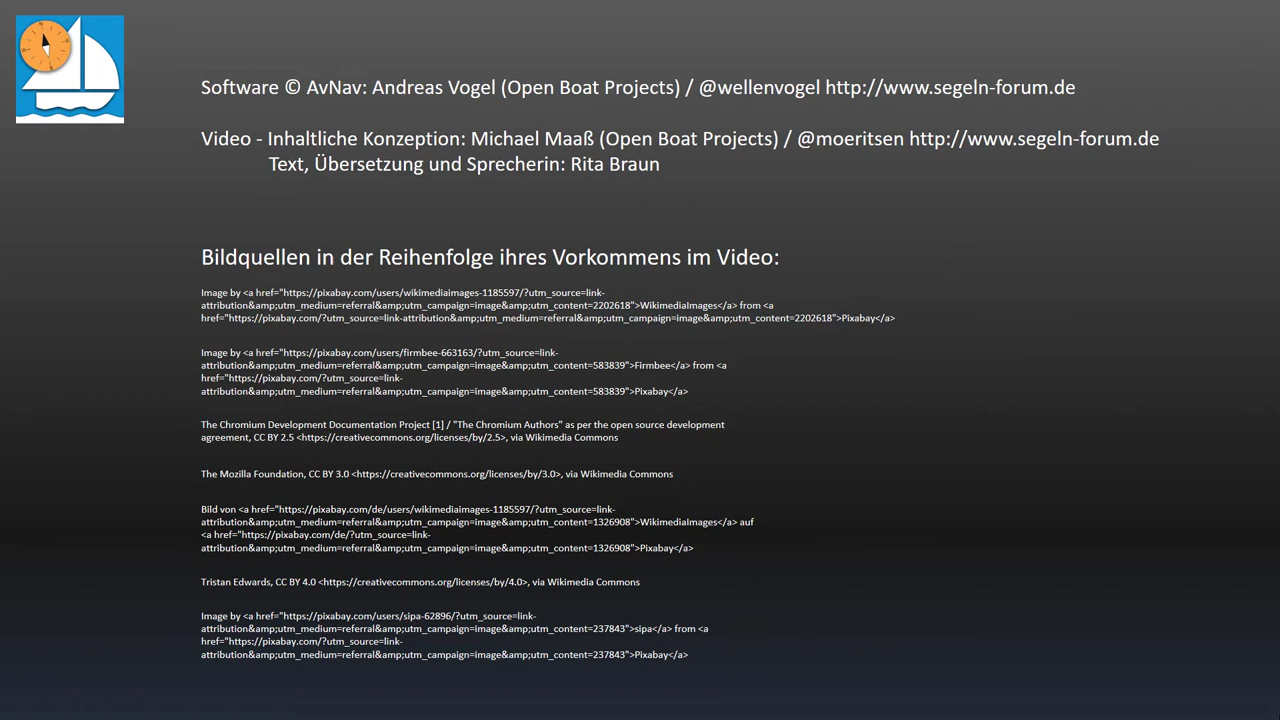 Software © AvNav: Andreas Vogel (Open Boat Projects) / @wellenvogel http://www.segeln-forum.de
Video - Inhaltliche Konzeption: Michael Maaß (Open Boat Projects) / @moeritsen http://www.segeln-forum.de
Text, Übersetzung und Sprecherin: Rita Braun
Bildquellen in der Reihenfolge ihres Vorkommens im Video:
Image by <a href="https://pixabay.com/users/wikimediaimages-1185597/?utm_source=link-
attribution&amp;utm_medium=referral&amp;utm_campaign=image&amp;utm_content=2202618">WikimediaImages</a> from <a
href="https://pixabay.com/?utm_source=link-attribution&amp;utm_medium=referral&amp;utm_campaign=image&amp;utm_content=2202618">Pixabay</a>
Image by <a href="https://pixabay.com/users/firmbee-663163/?utm_source=link-
attribution&amp;utm_medium=referral&amp;utm_campaign=image&amp;utm_content=583839">Firmbee</a> from <a
href="https://pixabay.com/?utm_source=link-
attribution&amp;utm_medium=referral&amp;utm_campaign=image&amp;utm_content=583839">Pixabay</a>
The Chromium Development Documentation Project [1] / "The Chromium Authors" as per the open source development
agreement, CC BY 2.5 <https://creativecommons.org/licenses/by/2.5>, via Wikimedia Commons
The Mozilla Foundation, CC BY 3.0 <https://creativecommons.org/licenses/by/3.0>, via Wikimedia Commons
Bild von <a href="https://pixabay.com/de/users/wikimediaimages-1185597/?utm_source=link-
attribution&amp;utm_medium=referral&amp;utm_campaign=image&amp;utm_content=1326908">WikimediaImages</a> auf
<a href="https://pixabay.com/de/?utm_source=link-
attribution&amp;utm_medium=referral&amp;utm_campaign=image&amp;utm_content=1326908">Pixabay</a>
Tristan Edwards, CC BY 4.0 <https://creativecommons.org/licenses/by/4.0>, via Wikimedia Commons
Image by <a href="https://pixabay.com/users/sipa-62896/?utm_source=link-
attribution&amp;utm_medium=referral&amp;utm_campaign=image&amp;utm_content=237843">sipa</a> from <a
href="https://pixabay.com/?utm_source=link-
attribution&amp;utm_medium=referral&amp;utm_campaign=image&amp;utm_content=237843">Pixabay</a>